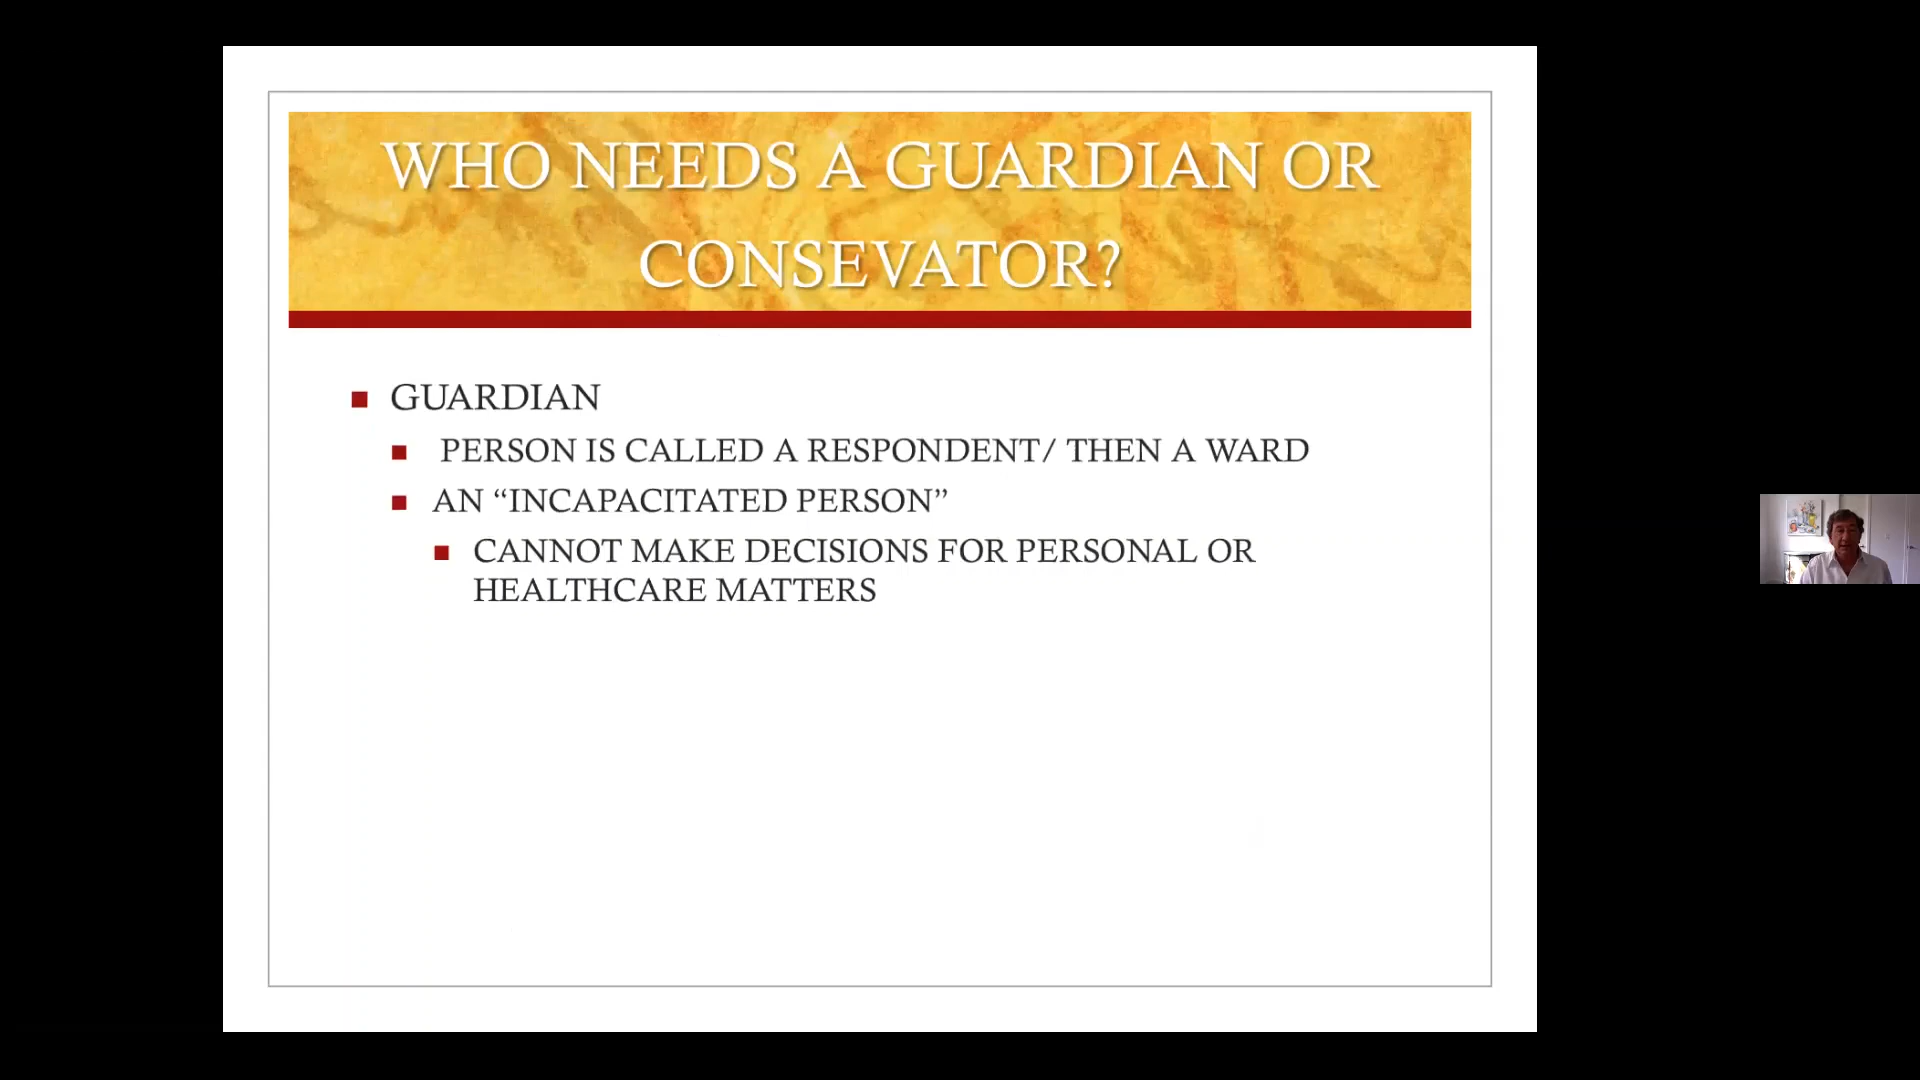 WHO NEEDS A GUARDIAN OR
CONSEVATOR?
GUARDIAN
PERSON IS CALLED A RESPONDENT/ THEN A WARD
AN “INCAPACITATED PERSON”
CANNOT MAKE DECISIONS FOR PERSONAL OR
HEALTHCARE MATTERS